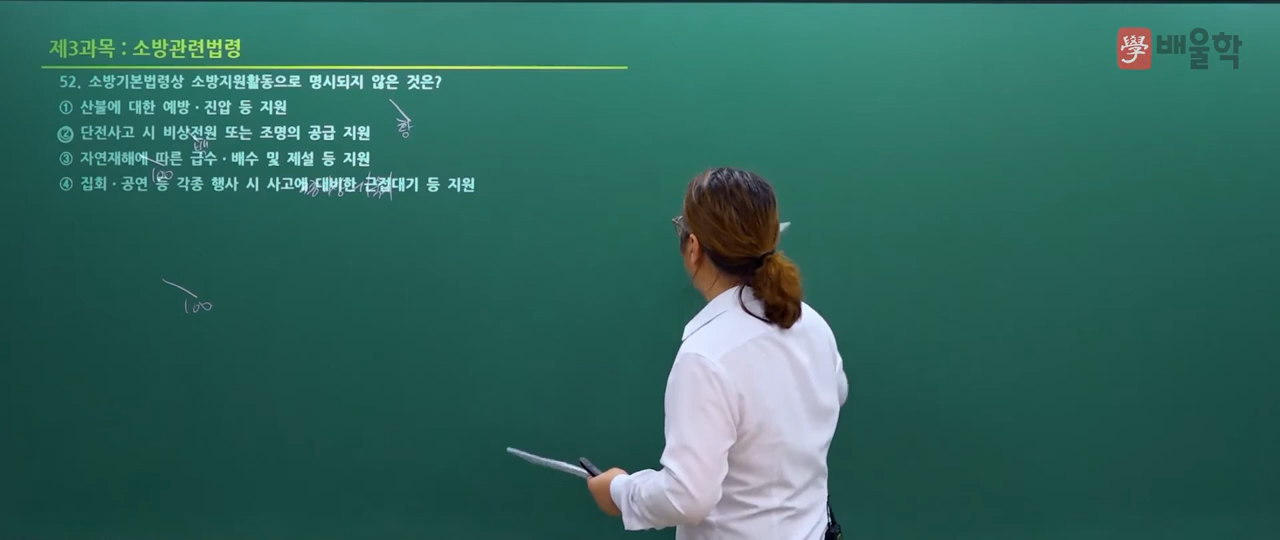 제3과목 : 소방관련법령
學 배울학
52. 소방기본법령상 소방지원활동으로 명시되지 않은 것은?
① 산불에 대한 예방·진압 등 지원
② 단전사고 시 비상전원 또는 조명의 공급 지원
③ 자연재해에 따른 급수·배수 및 제설 등 지원
④ 집회·공연 등 각종 행사 시 사고에 대비한 근접대기 등 지원
100
100